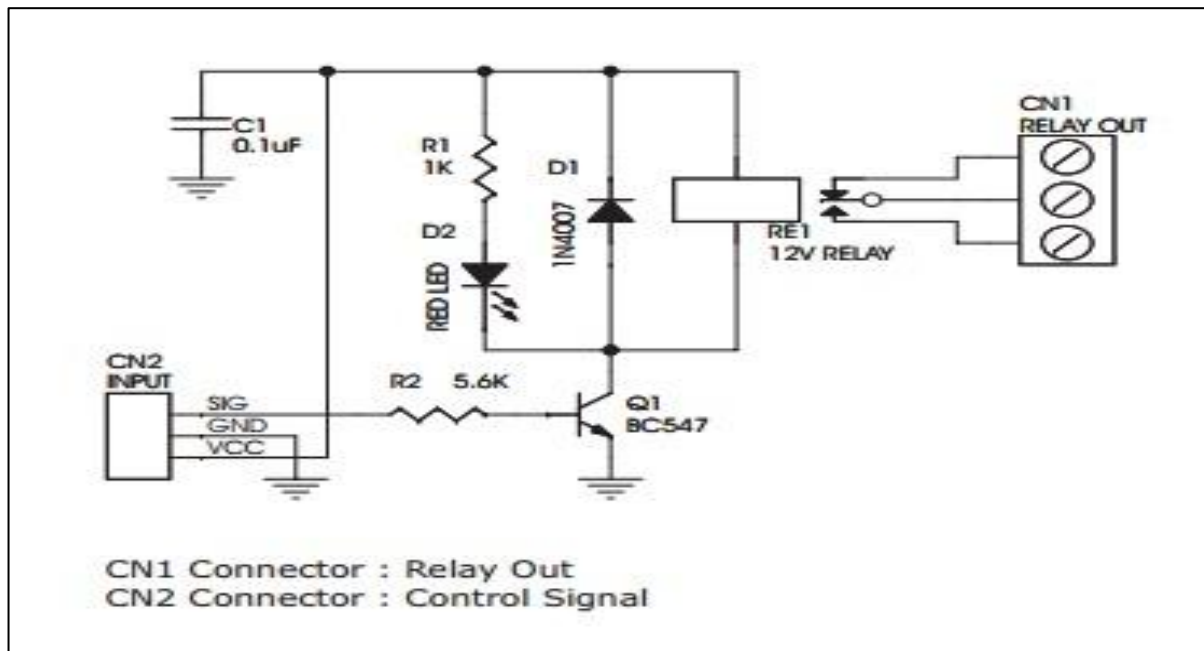 C1
0.1uF
R1
1K
D2
RED LED
D1
1N4007
RE1
12V RELAY
CN1
RELAY OUT
CN2
INPUT
SIG
GND
VCC
R2 5.6K
Q1
BC547
CN1 Connector : Relay Out
CN2 Connector : Control Signal